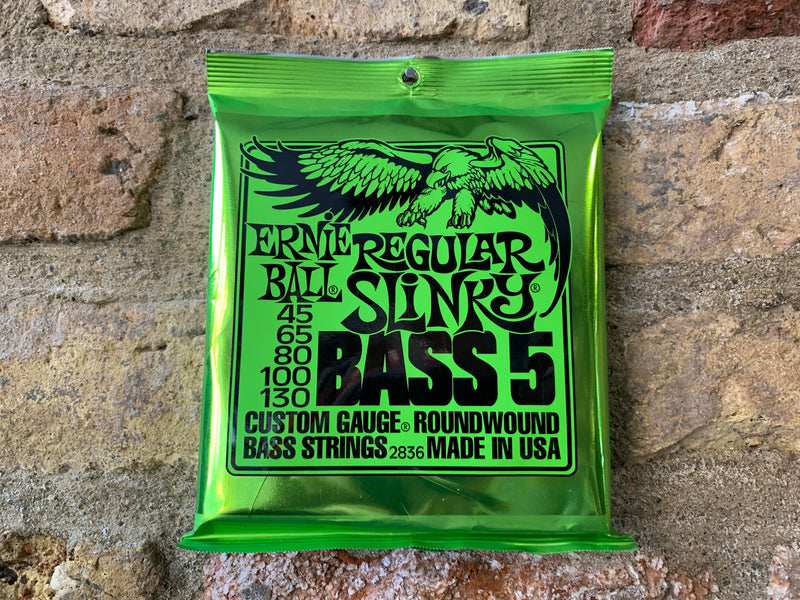 ERNIE BALL®
REGULAR SLINKY®
45
65
80
100
130
BASS 5
CUSTOM GAUGE® ROUNDWOUND
BASS STRINGS 2836 MADE IN USA